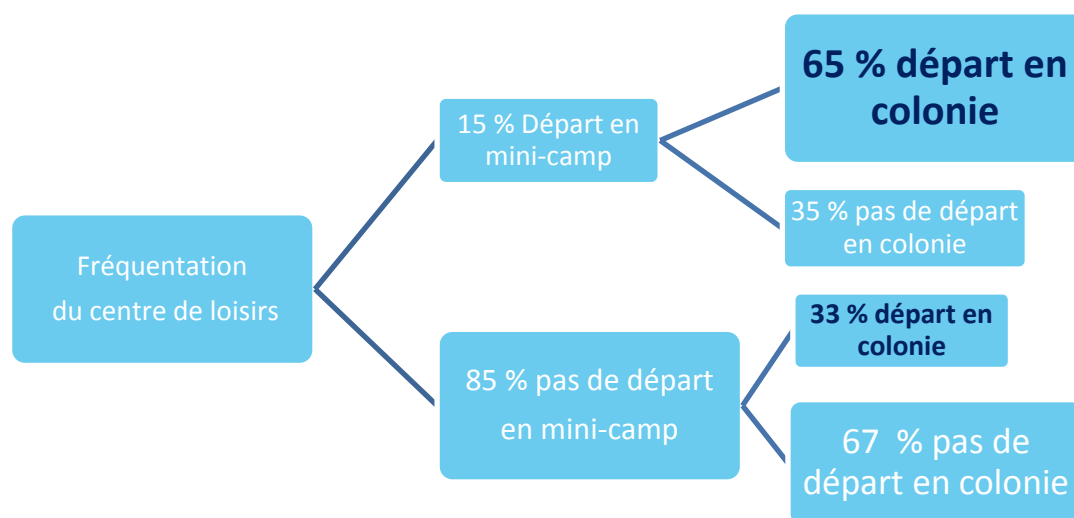 Fréquentation
du centre de loisirs
15 % Départ en
mini-camp
65 % départ en
colonie
35 % pas de départ
en colonie
85 % pas de départ
en mini-camp
33 % départ en
colonie
67 % pas de
départ en colonie